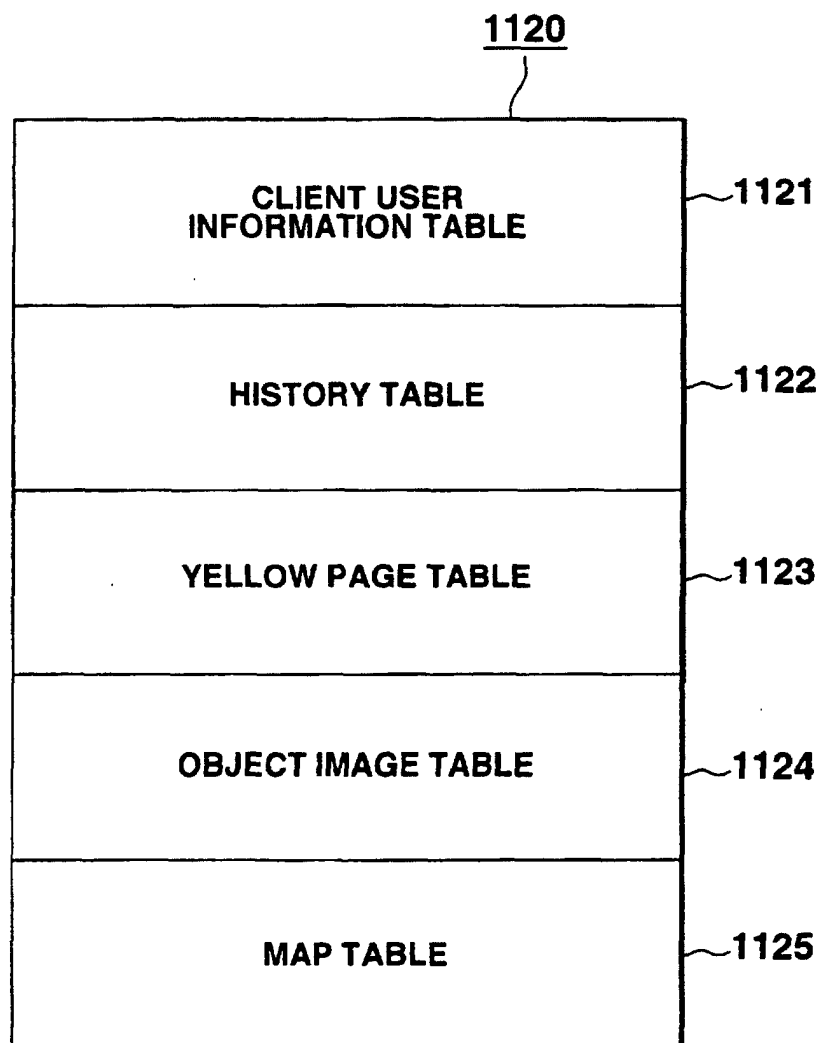 1120
CLIENT USER
INFORMATION TABLE
1121
HISTORY TABLE
1122
YELLOW PAGE TABLE
1123
OBJECT IMAGE TABLE
1124
MAP TABLE
1125